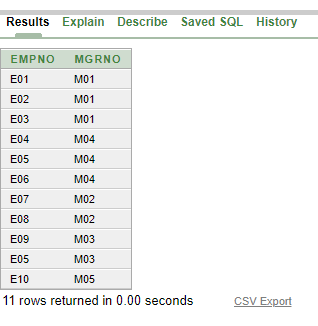 Results Explain Describe Saved SQL History
EMPNO MGRNO
E01 M01
E02 M01
E03 M01
E04 M04
E05 M04
E06 M04
E07 M02
E08 M02
E09 M03
E05 M03
E10 M05
11 rows returned in 0.00 seconds CSV Export